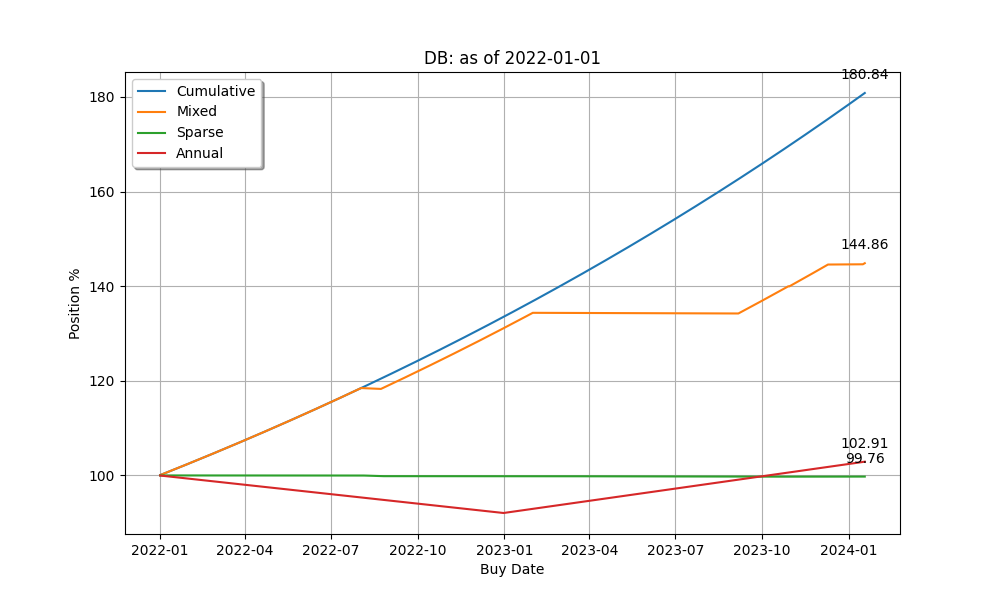 DB: as of 2022-01-01
180.84
180
Cumulative
Mixed
Sparse
Annual
160
144.86
140
120
102.91
99.76
100
Position %
2022-01 2022-04 2022-07 2022-10 2023-01 2023-04 2023-07 2023-10 2024-01
Buy Date